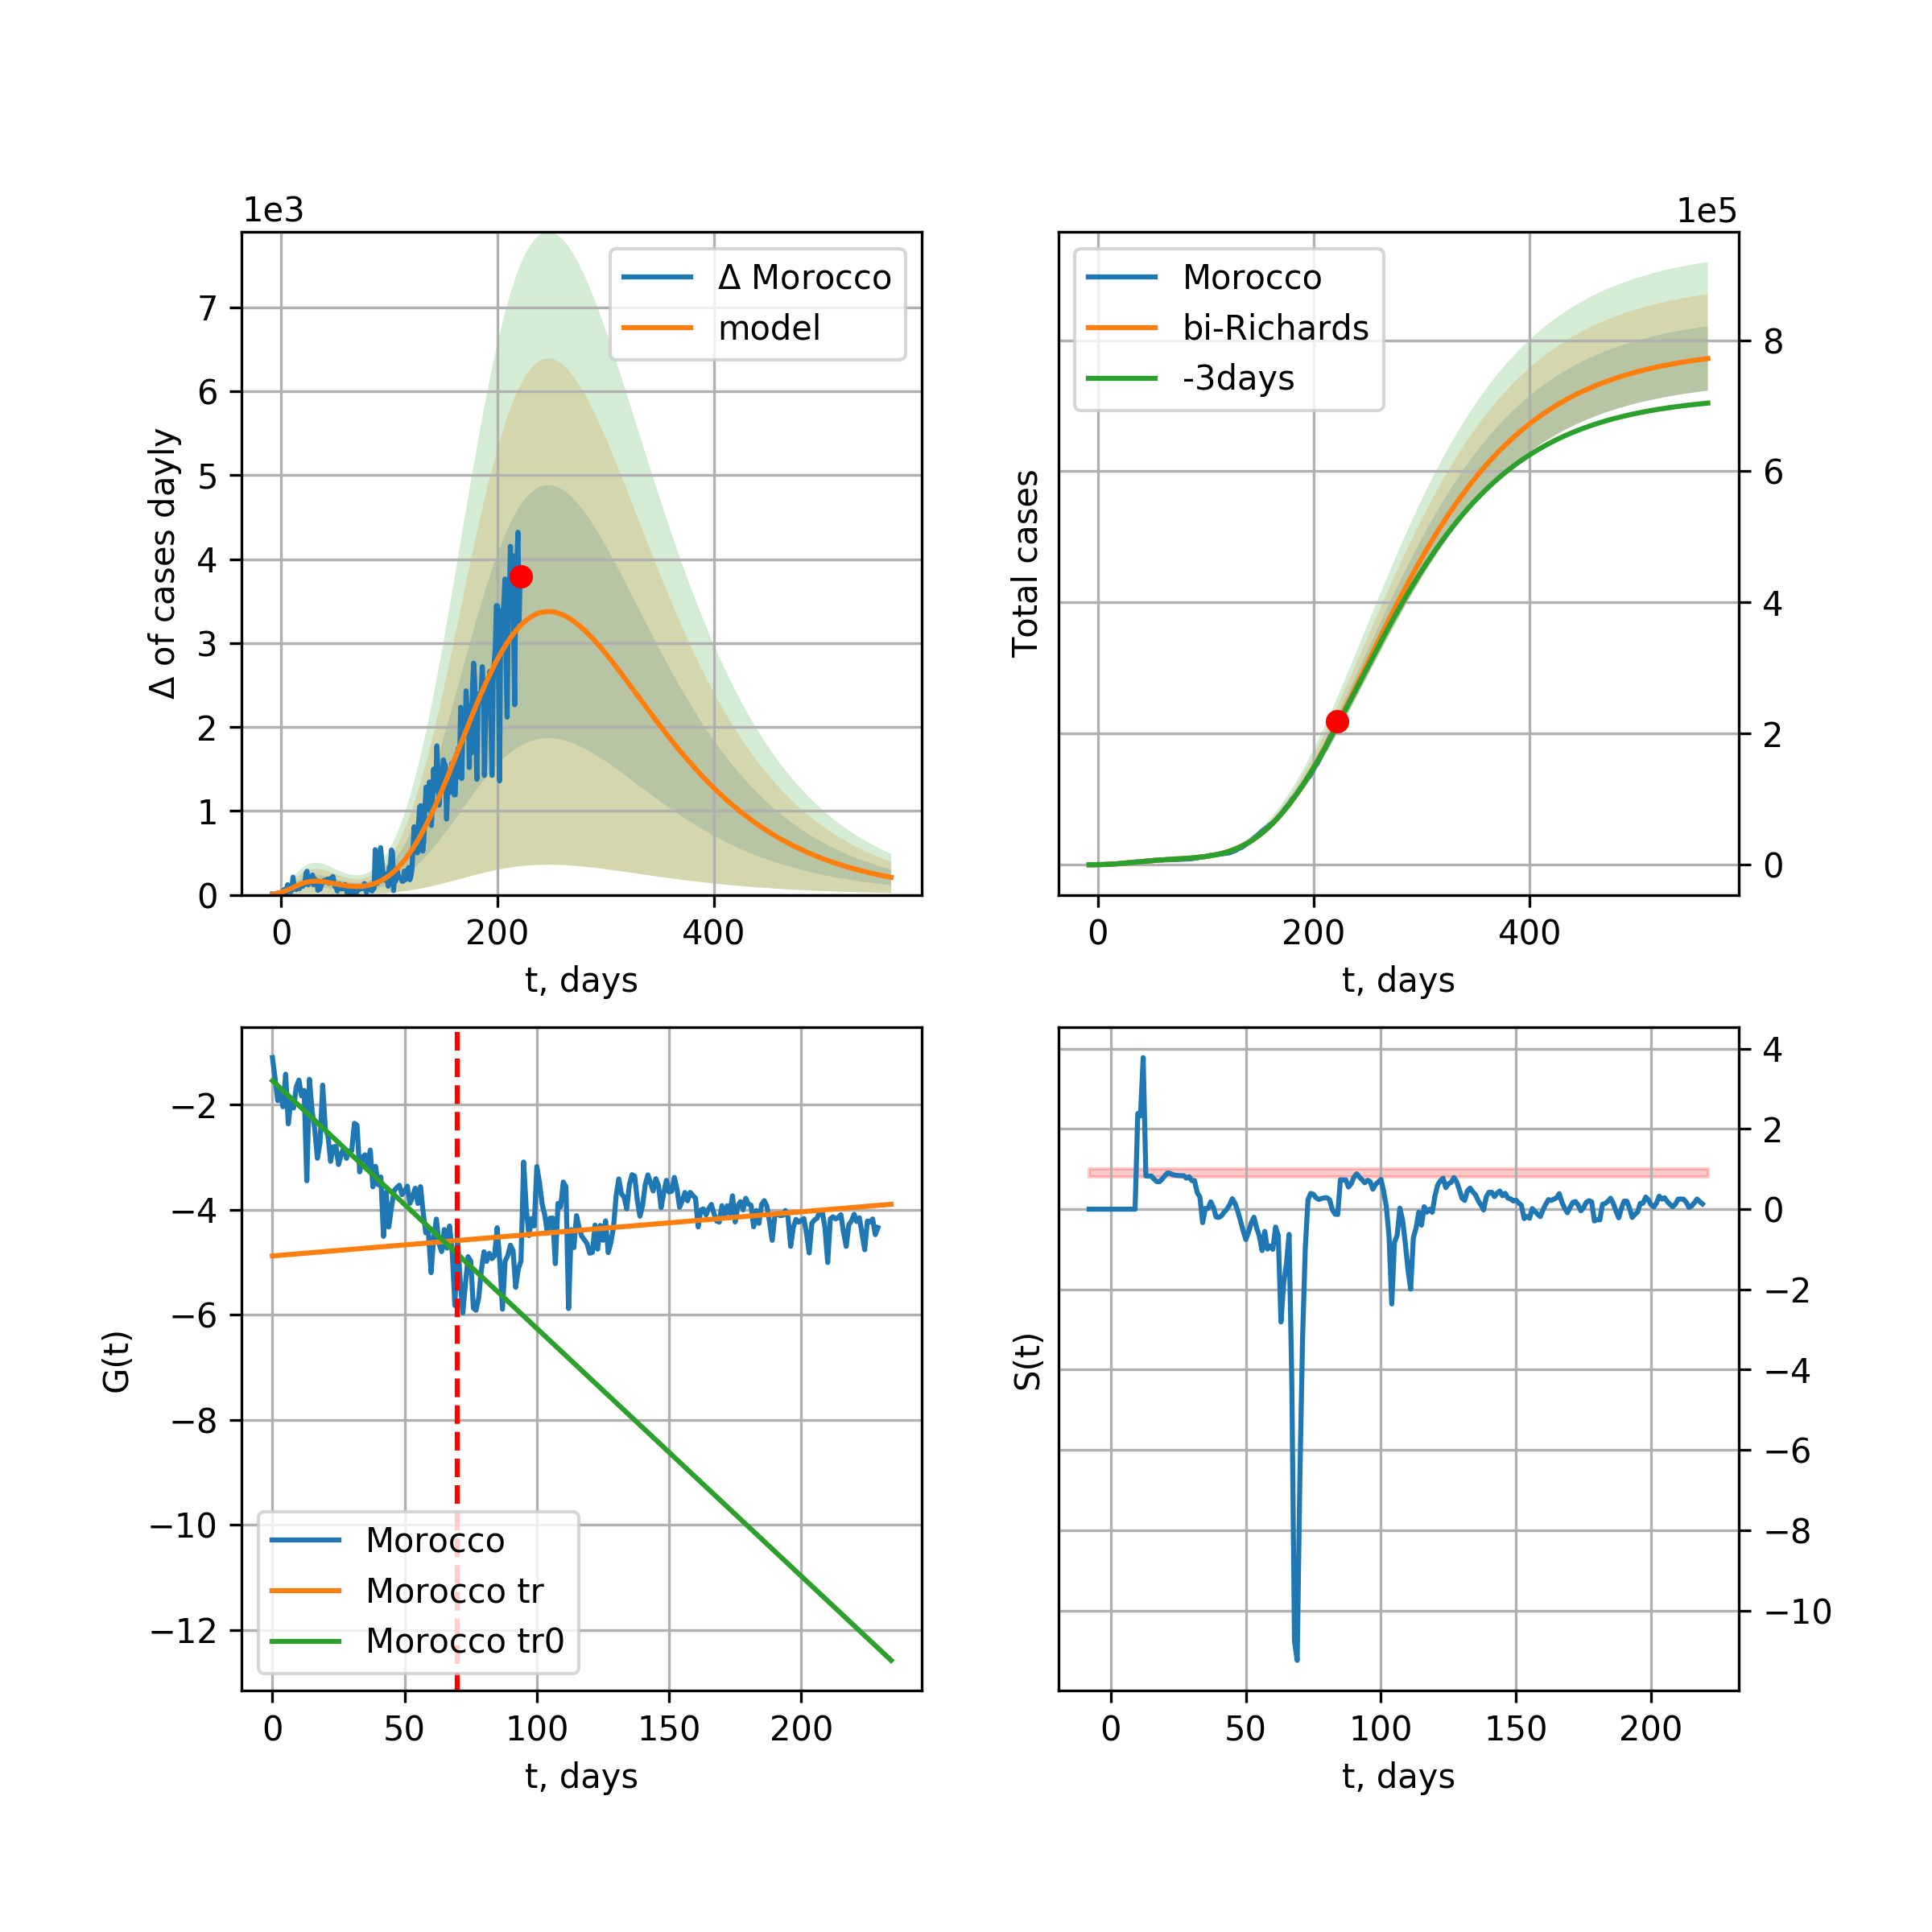 1e3
Δ Morocco
model
7
6
5
4
3
2
1
0
Δ of cases dayly
0
200
400
t, days
1e5
Morocco
bi-Richards
-3days
8
6
4
2
0
Total cases
0
200
400
t, days
−2
−4
−6
−8
−10
−12
G(t)
Morocco
Morocco tr
Morocco tr0
0
50
100
150
200
t, days
4
2
0
−2
−4
−6
−8
−10
S(t)
0
50
100
150
200
t, days